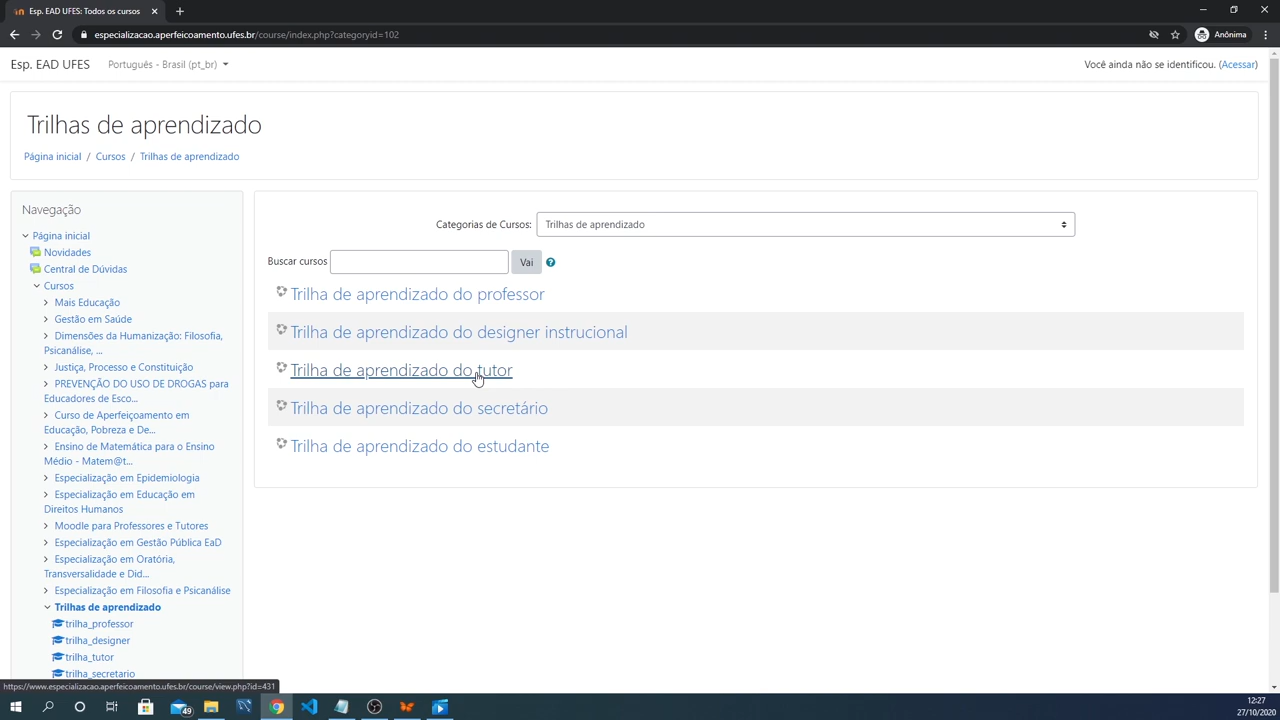 Esp. EAD UFES: Todos os cursos
especializacao.aperfeicoamento.ufes.br/course/index.php?categoryid=102
Anônima
Esp. EAD UFES
Português - Brasil (pt_br)
Você ainda não se identificou. (Acessar)
Trilhas de aprendizado
Página inicial / Cursos / Trilhas de aprendizado
Navegação
Página inicial
Novidades
Central de Dúvidas
Cursos
Mais Educação
Gestão em Saúde
Dimensões da Humanização: Filosofia,
Psicanálise, ...
Justiça, Processo e Constituição
PREVENÇÃO DO USO DE DROGAS para
Educadores de Esco...
Curso de Aperfeiçoamento em
Educação, Pobreza e De...
Ensino de Matemática para o Ensino
Médio - Matem@t...
Especialização em Epidemiologia
Especialização em Educação em
Direitos Humanos
Moodle para Professores e Tutores
Especialização em Gestão Pública EaD
Especialização em Oratória,
Transversalidade e Did...
Especialização em Filosofia e Psicanálise
Trilhas de aprendizado
trilha_professor
trilha_designer
trilha_tutor
trilha_secretario
Categorias de Cursos: Trilhas de aprendizado
Buscar cursos Vai
Trilha de aprendizado do professor
Trilha de aprendizado do designer instrucional
Trilha de aprendizado do tutor
Trilha de aprendizado do secretário
Trilha de aprendizado do estudante
https://www.especializacao.aperfeicoamento.ufes.br/course/view.php?id=431
49
12:27
27/10/2020